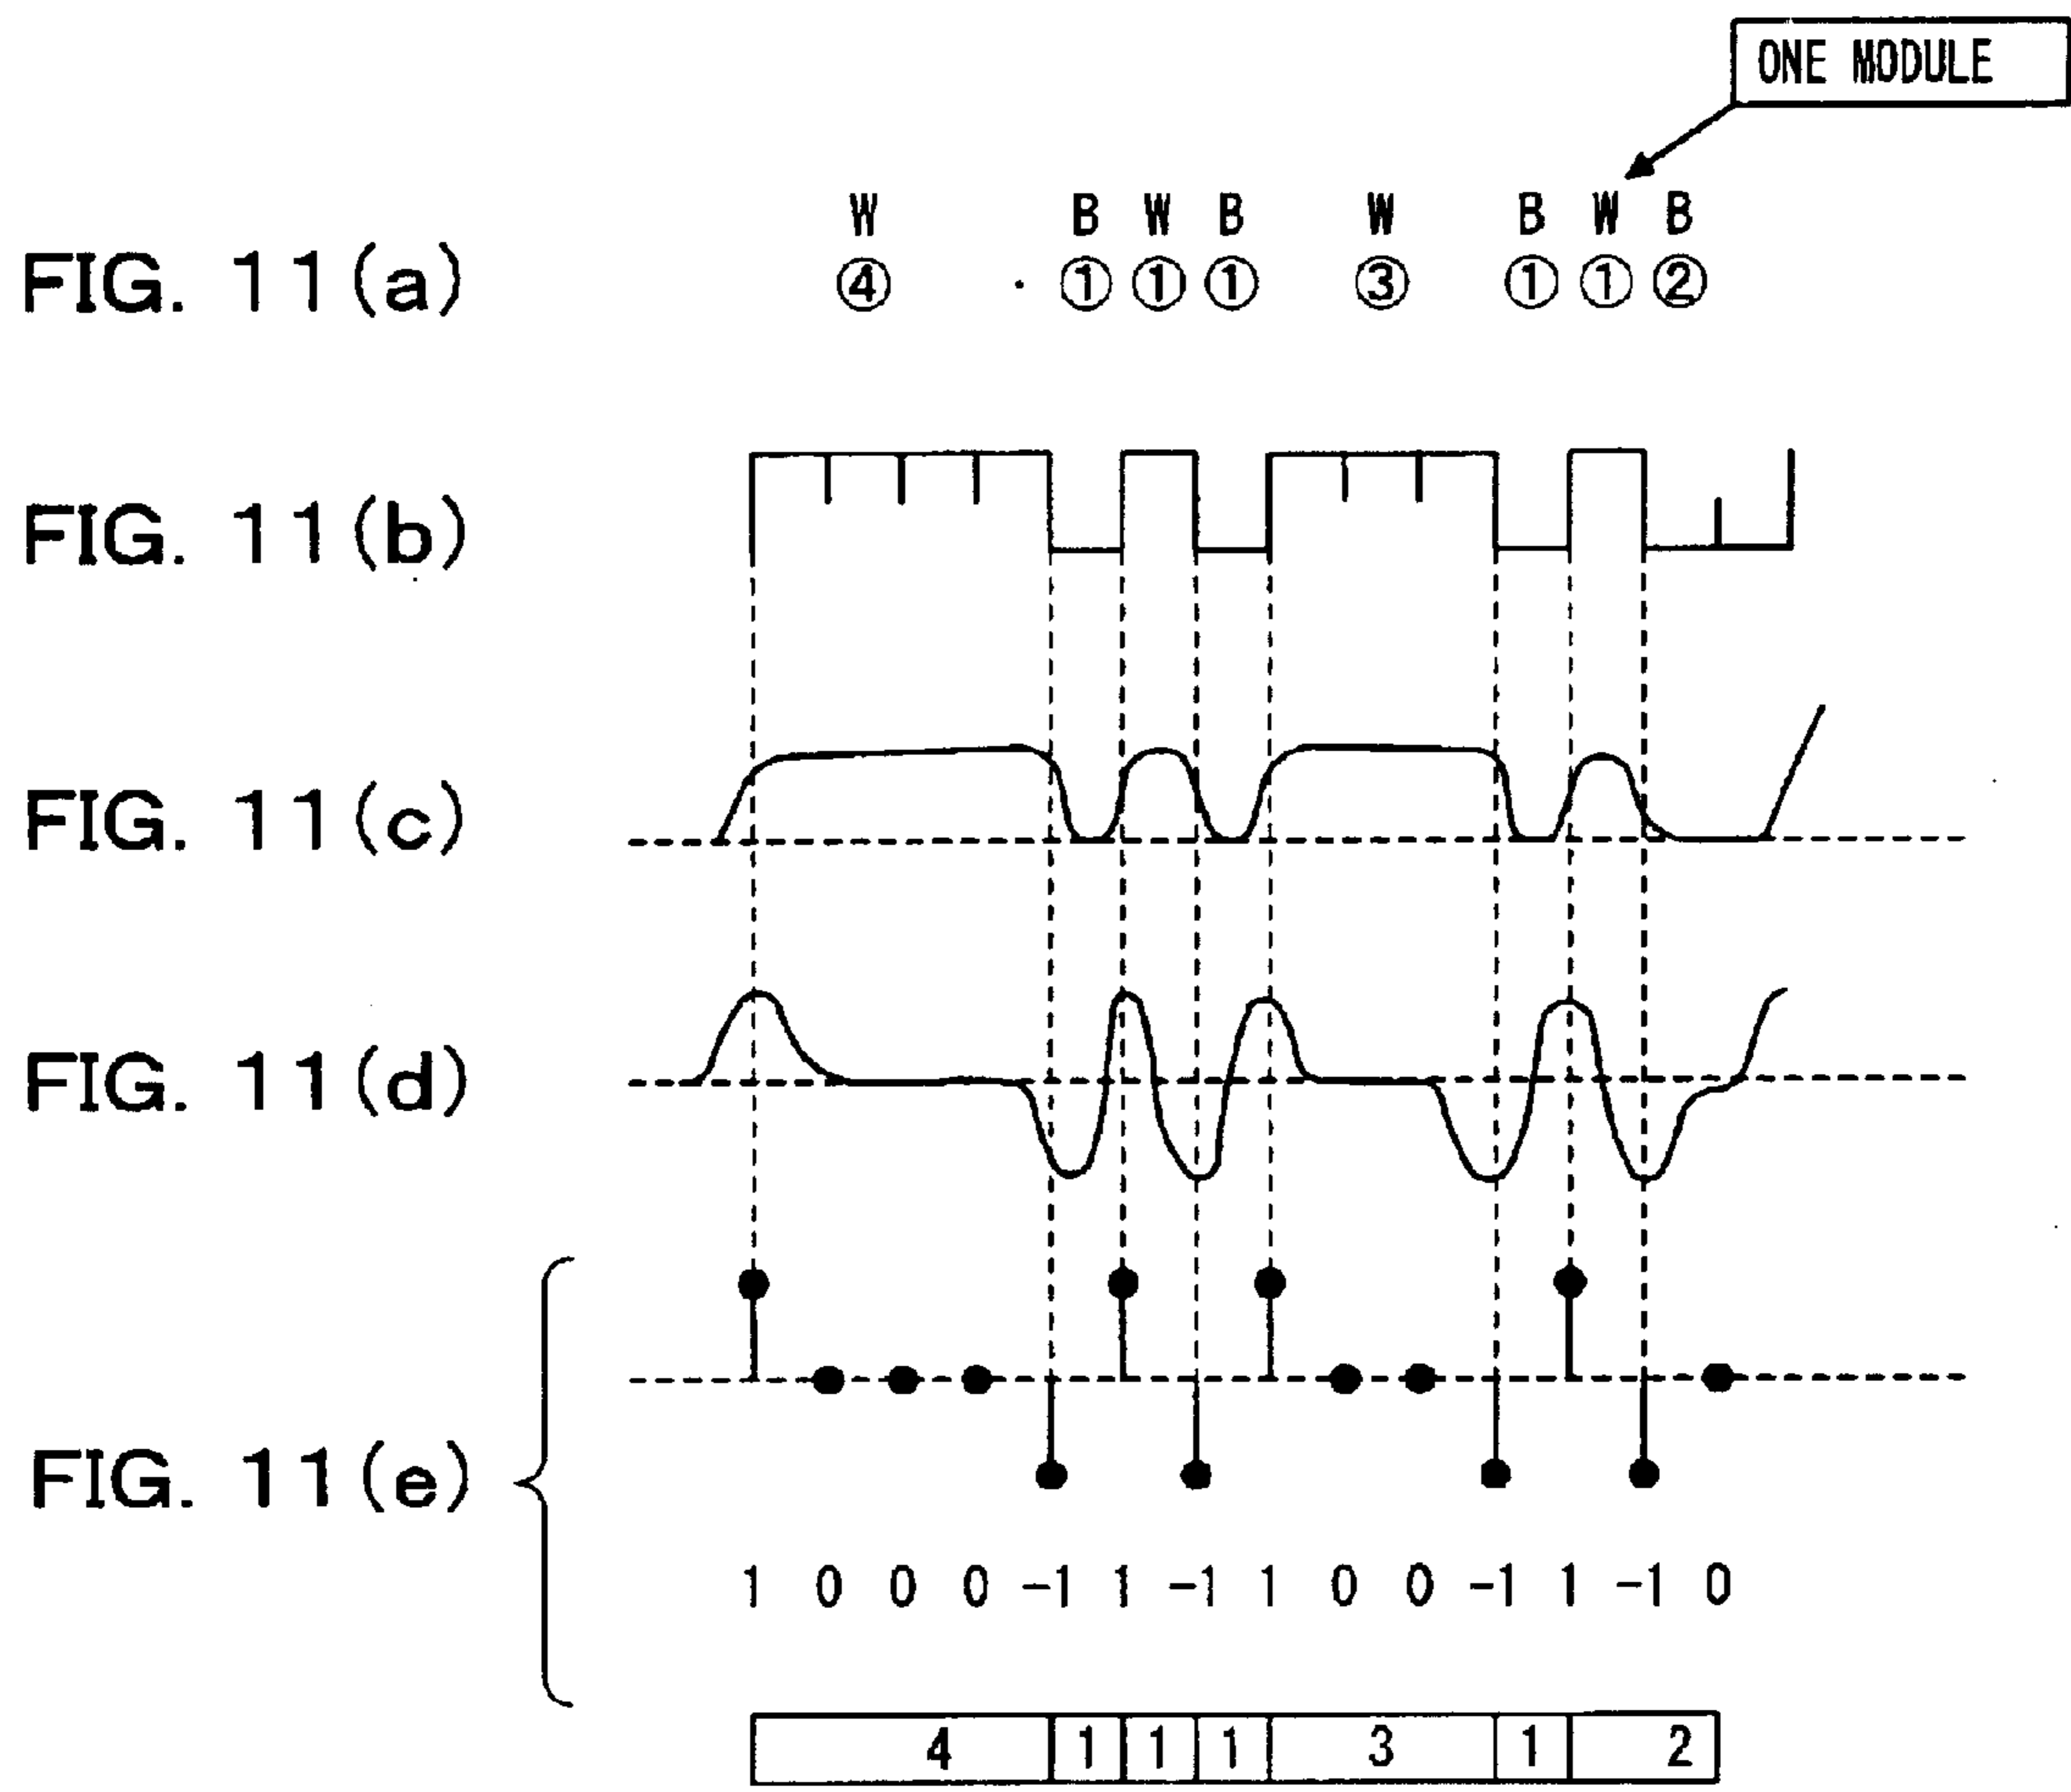 ONE MODULE
W B W B W B W B
FIG. 11(a) ④ ① ① ① ③ ① ① ②
FIG. 11(b)
FIG. 11(c)
FIG. 11(d)
FIG. 11(e)
1 0 0 0 -1 1 -1 1 0 0 -1 1 -1 0
4 1 1 1 3 1 2